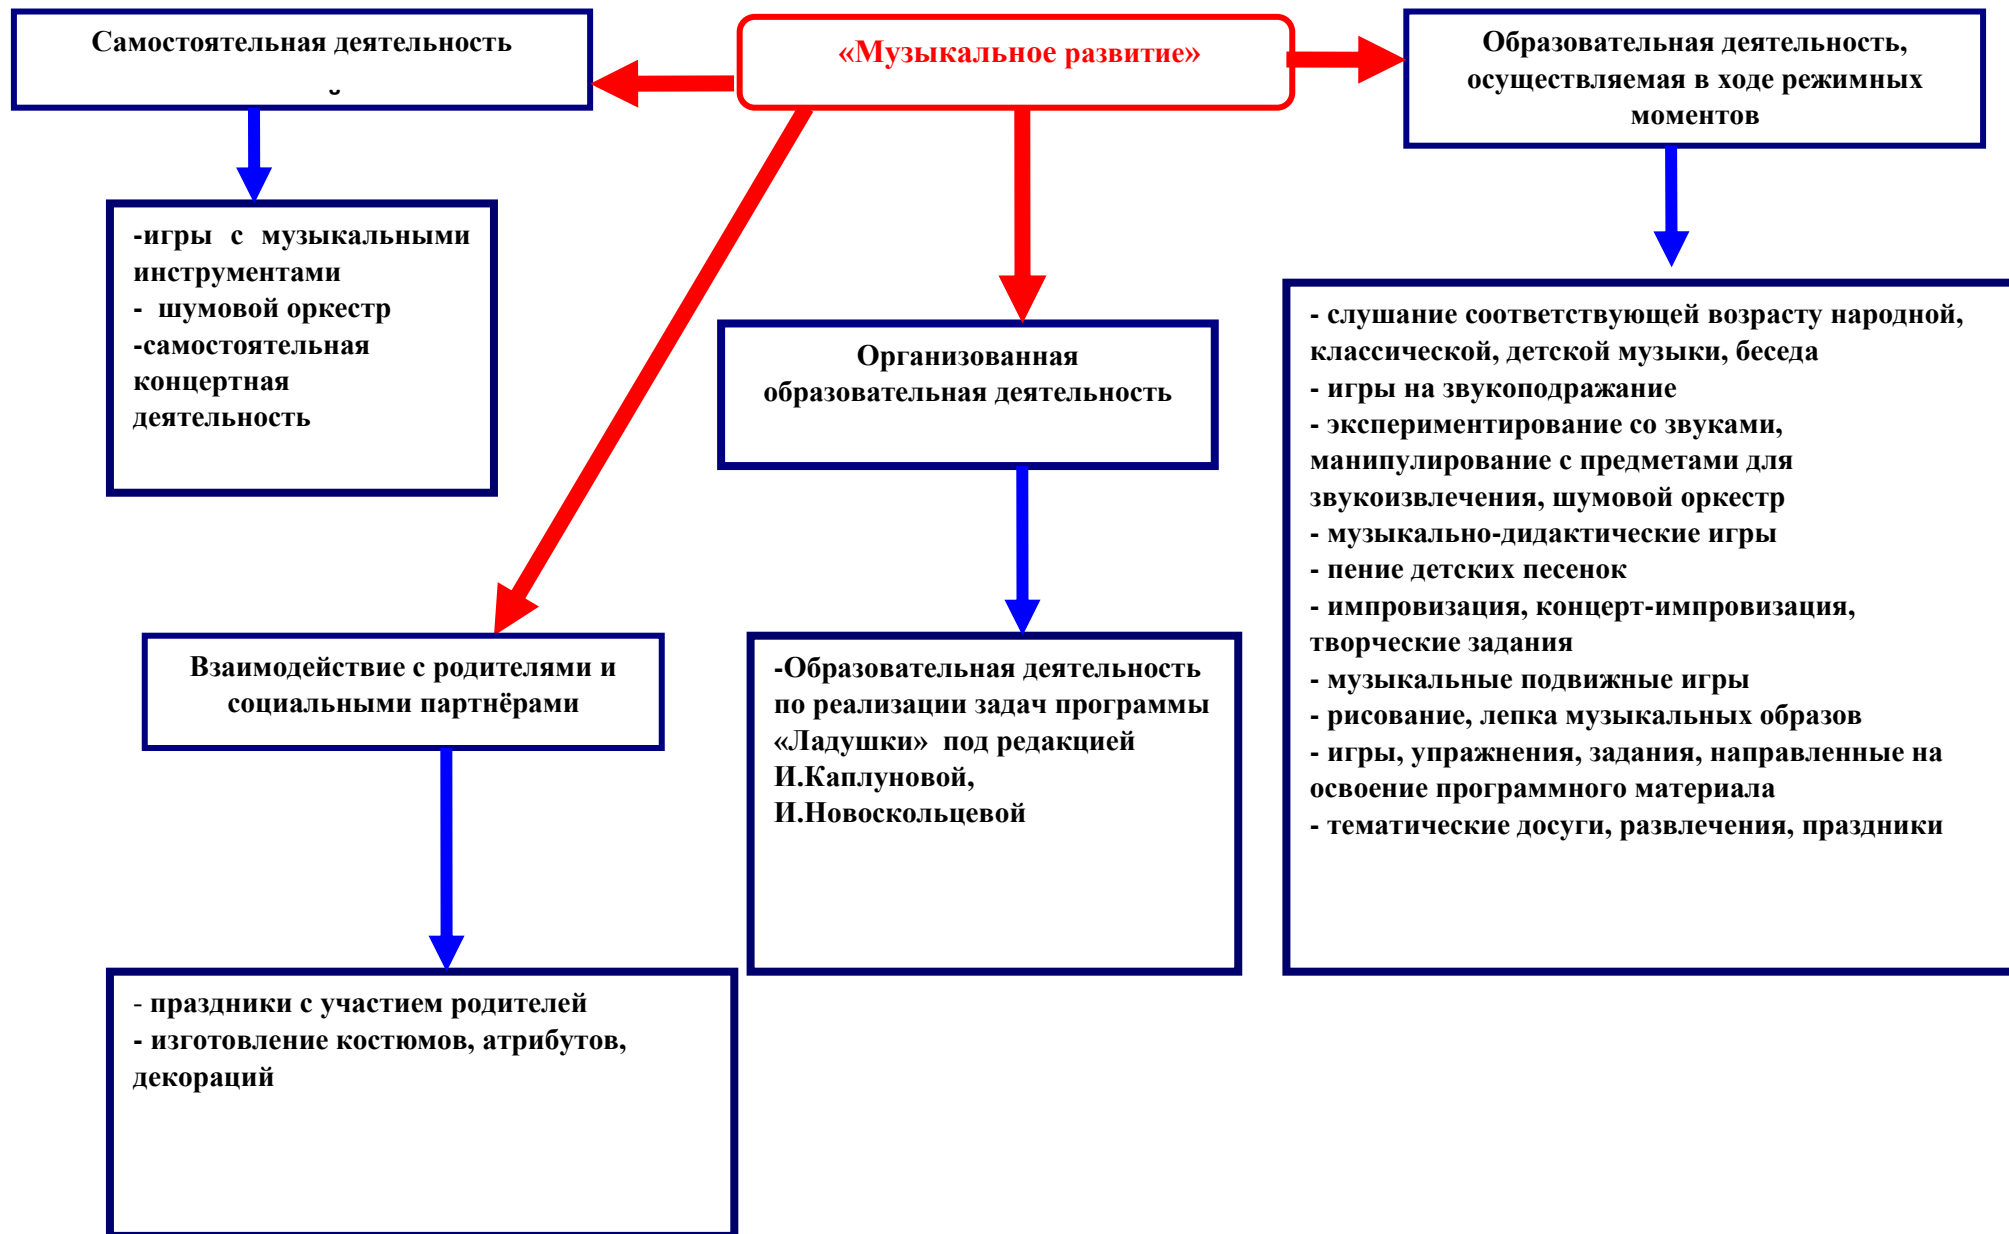 Самостоятельная деятельность
«Музыкальное развитие»
Образовательная деятельность,
осуществляемая в ходе режимных
моментов
-игры с музыкальными
инструментами
- шумовой оркестр
-самостоятельная
концертная
деятельность
Организованная
образовательная деятельность
- слушание соответствующей возрасту народной,
классической, детской музыки, беседа
- игры на звукоподражание
- экспериментирование со звуками,
манипулирование с предметами для
звукоизвлечения, шумовой оркестр
- музыкально-дидактические игры
- пение детских песенок
- импровизация, концерт-импровизация,
творческие задания
- музыкальные подвижные игры
- рисование, лепка музыкальных образов
- игры, упражнения, задания, направленные на
освоение программного материала
- тематические досуги, развлечения, праздники
Взаимодействие с родителями и
социальными партнёрами
-Образовательная деятельность
по реализации задач программы
«Ладушки» под редакцией
И.Каплуновой,
И.Новоскольцевой
- праздники с участием родителей
- изготовление костюмов, атрибутов,
декораций